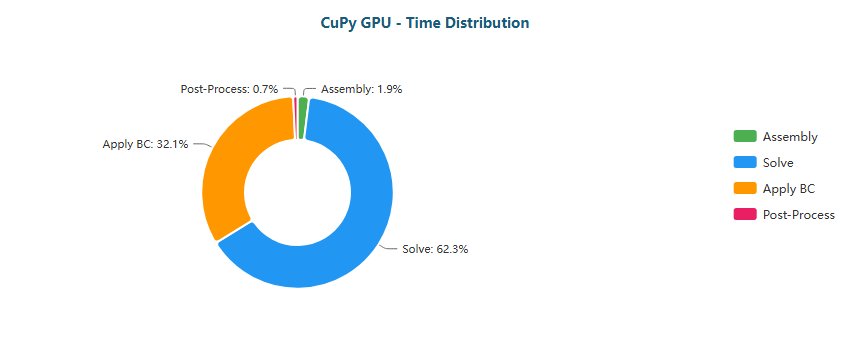 CuPy GPU - Time Distribution
Post-Process: 0.7%
Assembly: 1.9%
Apply BC: 32.1%
Solve: 62.3%
Assembly
Solve
Apply BC
Post-Process